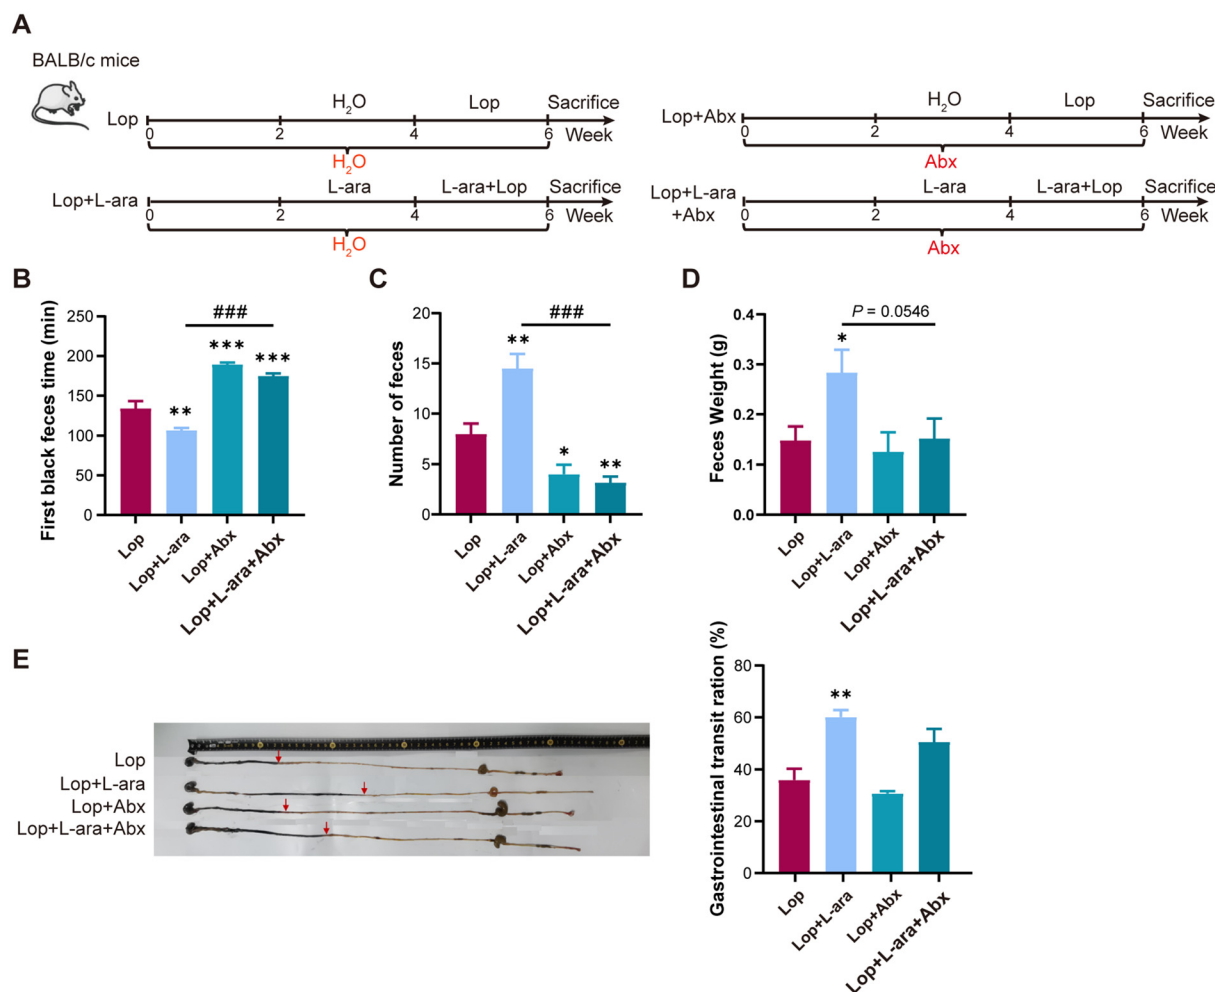 A
BALB/c mice
Lop
H₂O
Lop
Sacrifice
0
2
4
6
Week
H₂O
Lop+Abx
H₂O
Lop
Sacrifice
0
2
4
6
Week
Abx
Lop+L-ara
L-ara
L-ara+Lop
Sacrifice
0
2
4
6
Week
H₂O
Lop+L-ara
+Abx
L-ara
L-ara+Lop
Sacrifice
0
2
4
6
Week
Abx
B
First black feces time (min)
250
200
150
100
50
0
###
**
***
***
Lop
Lop+L-ara
Lop+Abx
Lop+L-ara+Abx
C
Number of feces
20
15
10
5
0
###
**
*
**
Lop
Lop+L-ara
Lop+Abx
Lop+L-ara+Abx
D
Feces Weight (g)
0.4
0.3
0.2
0.1
0.0
P = 0.0546
*
Lop
Lop+L-ara
Lop+Abx
Lop+L-ara+Abx
E
Lop
Lop+L-ara
Lop+Abx
Lop+L-ara+Abx
Gastrointestinal transit ration (%)
80
60
40
20
0
**
Lop
Lop+L-ara
Lop+Abx
Lop+L-ara+Abx